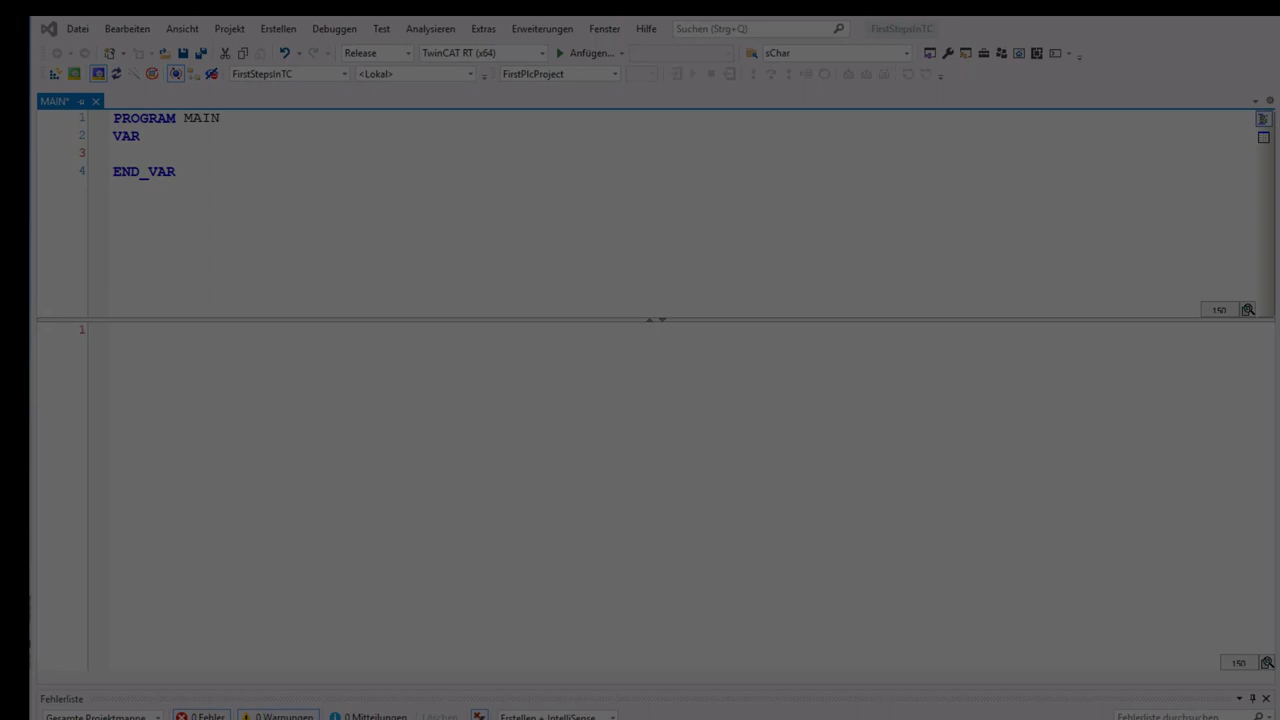 Datei Bearbeiten Ansicht Projekt Erstellen Debuggen Test Analysieren Extras Erweiterungen Fenster Hilfe Suchen (Strg+Q) FirstStepsInTC
Release TwinCAT RT (x64) Anfügen... sChar
FirstStepsInTC <Lokal> FirstPlcProject
MAIN*
1 PROGRAM MAIN
2 VAR
3
4 END_VAR
150
1
150
Fehlerliste
Gesamte Projektmappe 0 Fehler 0 Warnungen 0 Mitteilungen Löschen Erstellen + IntelliSense Fehlerliste durchsuchen